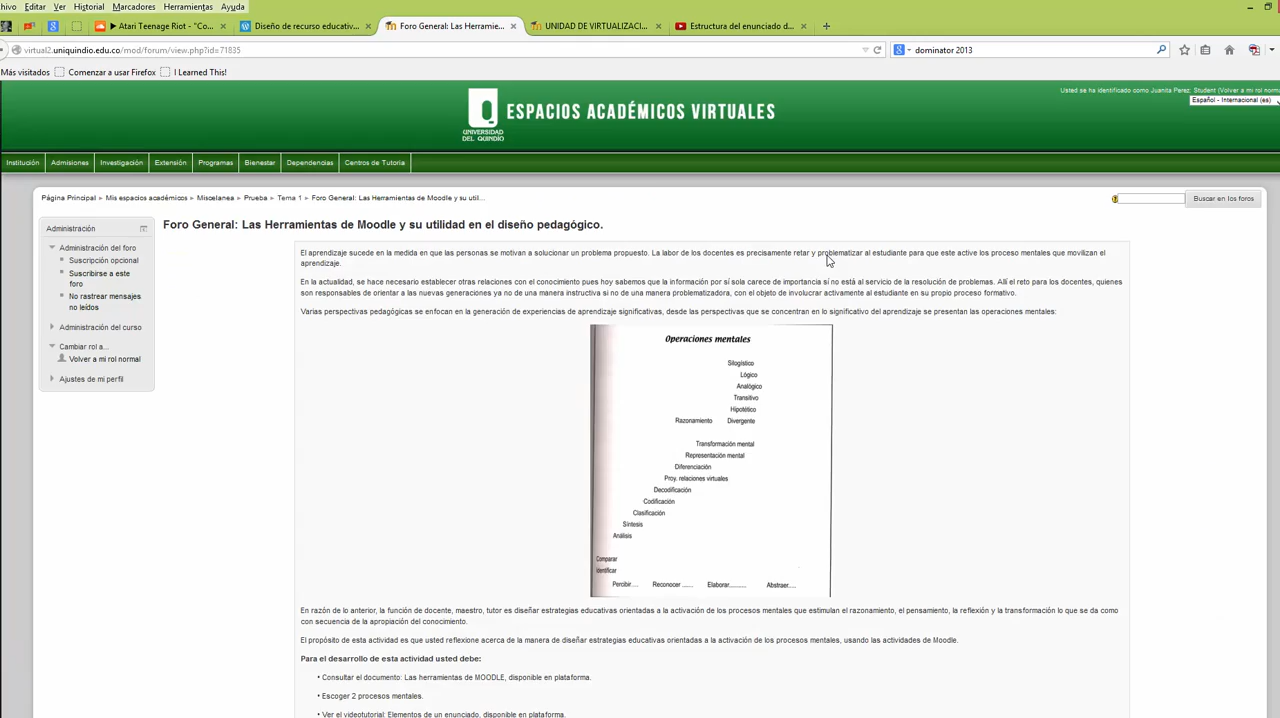 hivo Editar Ver Historial Marcadores Herramientas Ayuda
Atari Teenage Riot - "Co...
Diseño de recurso educativ...
Foro General: Las Herramie...
UNIDAD DE VIRTUALIZACI...
Estructura del enunciado d...
virtual2.uniquindio.edu.co/mod/forum/view.php?id=71835
dominator 2013
Más visitados Comenzar a usar Firefox I Learned This!
Usted se ha identificado como Juanita Perez: Student (Volver a mi rol norma
Español - Internacional (es)
UNIVERSIDAD
DEL QUINDÍO
ESPACIOS ACADÉMICOS VIRTUALES
Institución Admisiones Investigación Extensión Programas Bienestar Dependencias Centros de Tutoria
Página Principal ► Mis espacios académicos ► Miscelanea ► Prueba ► Tema 1 ► Foro General: Las Herramientas de Moodle y su util...
Buscar en los foros
Administración
Administración del foro
Suscripción opcional
Suscribirse a este
foro
No rastrear mensajes
no leídos
Administración del curso
Cambiar rol a...
Volver a mi rol normal
Ajustes de mi perfil
Foro General: Las Herramientas de Moodle y su utilidad en el diseño pedagógico.
El aprendizaje sucede en la medida en que las personas se motivan a solucionar un problema propuesto. La labor de los docentes es precisamente retar y problematizar al estudiante para que este active los proceso mentales que movilizan el
aprendizaje.
En la actualidad, se hace necesario establecer otras relaciones con el conocimiento pues hoy sabemos que la información por sí sola carece de importancia sí no está al servicio de la resolución de problemas. Allí el reto para los docentes, quienes
son responsables de orientar a las nuevas generaciones ya no de una manera instructiva si no de una manera problematizadora, con el objeto de involucrar activamente al estudiante en su propio proceso formativo.
Varias perspectivas pedagógicas se enfocan en la generación de experiencias de aprendizaje significativas, desde las perspectivas que se concentran en lo significativo del aprendizaje se presentan las operaciones mentales:
Operaciones mentales
Silogístico
Lógico
Analógico
Transitivo
Hipotético
Razonamiento Divergente
Transformación mental
Representación mental
Diferenciación
Proy. relaciones virtuales
Decodificación
Codificación
Clasificación
Síntesis
Análisis
Comparar
Identificar
Percibir..... Reconocer ...... Elaborar.......... Abstraer.....
En razón de lo anterior, la función de docente, maestro, tutor es diseñar estrategias educativas orientadas a la activación de los procesos mentales que estimulan el razonamiento, el pensamiento, la reflexión y la transformación lo que se da como
con secuencia de la apropiación del conocimiento.
El propósito de esta actividad es que usted reflexione acerca de la manera de diseñar estrategias educativas orientadas a la activación de los procesos mentales, usando las actividades de Moodle.
Para el desarrollo de esta actividad usted debe:
• Consultar el documento: Las herramientas de MOODLE, disponible en plataforma.
• Escoger 2 procesos mentales.
• Ver el videotutorial: Elementos de un enunciado, disponible en plataforma.